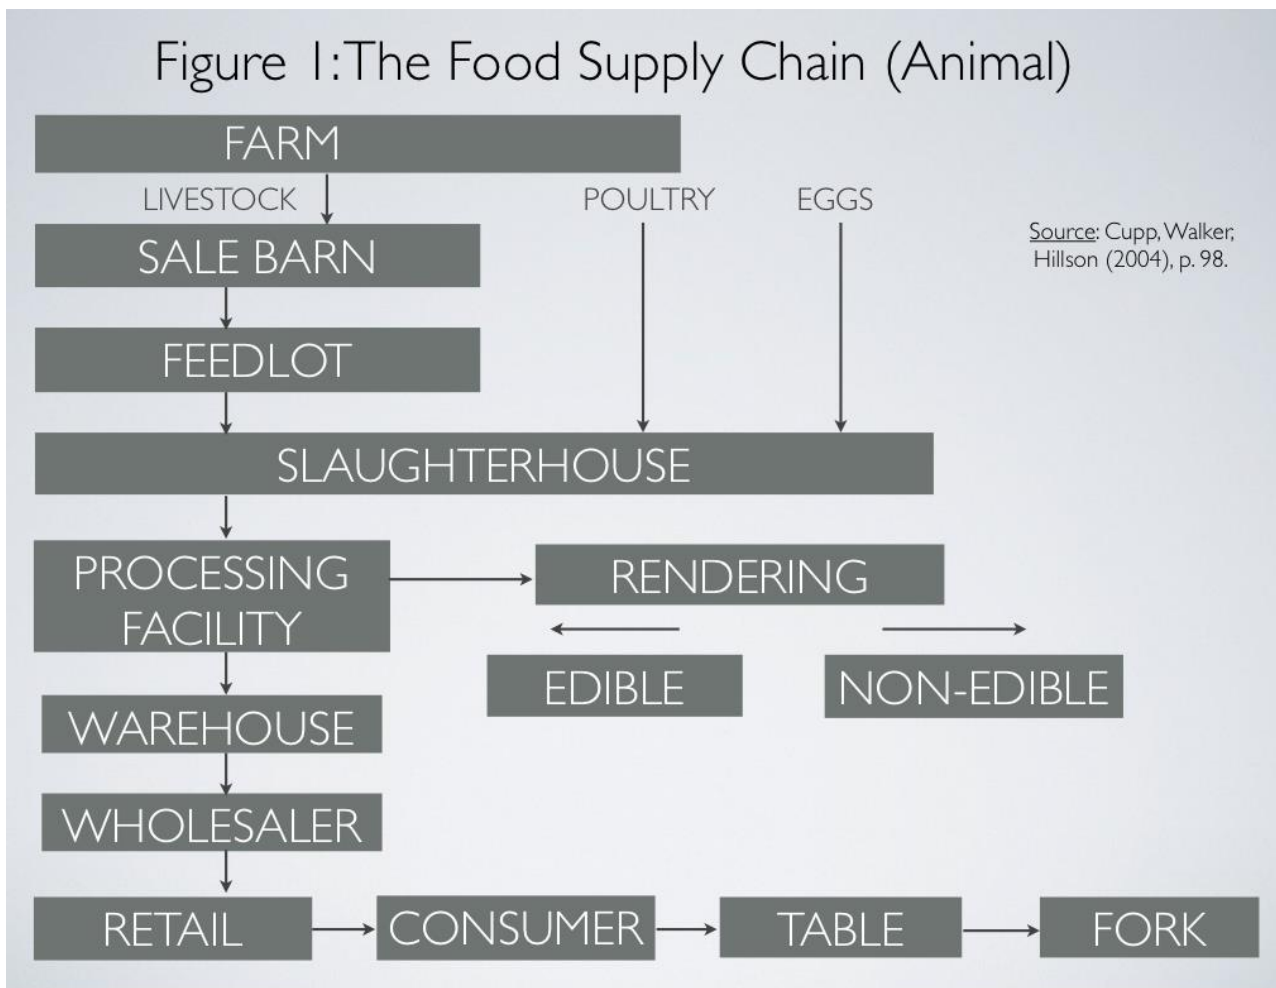 Figure 1: The Food Supply Chain (Animal)
FARM
LIVESTOCK
POULTRY
EGGS
Source: Cupp, Walker,
Hillson (2004), p. 98.
SALE BARN
FEEDLOT
SLAUGHTERHOUSE
PROCESSING
FACILITY
RENDERING
EDIBLE
NON-EDIBLE
WAREHOUSE
WHOLESALER
RETAIL
CONSUMER
TABLE
FORK